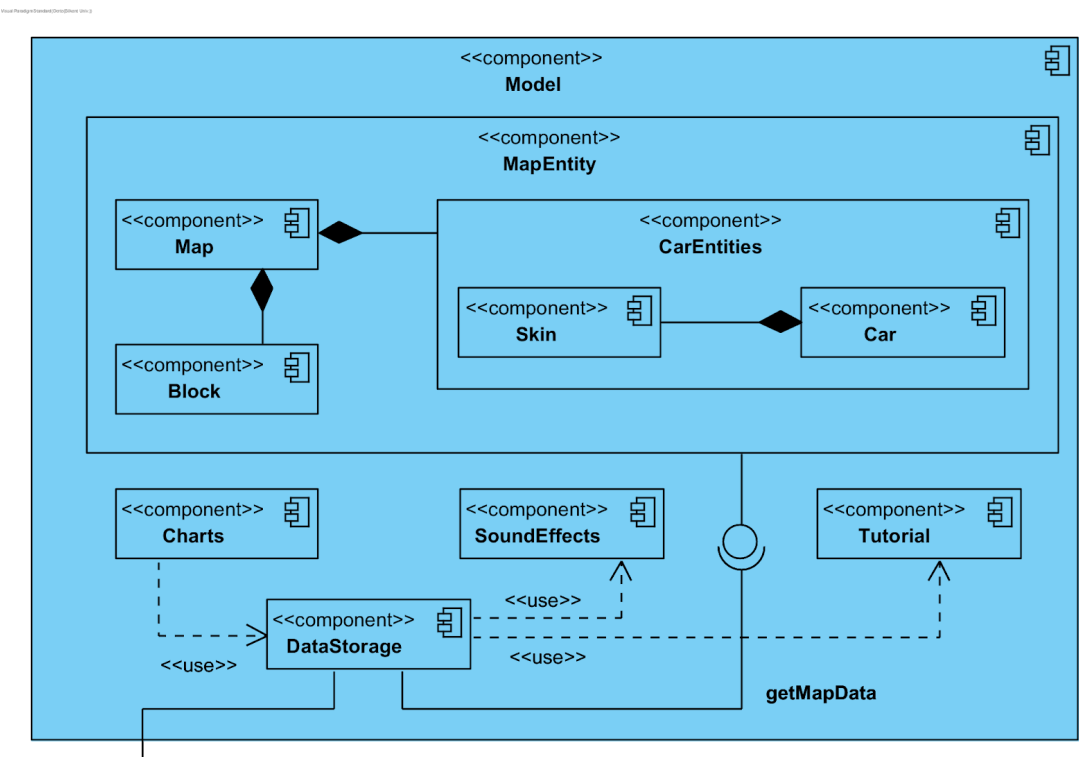 <<component>>
Model
<<component>>
MapEntity
<<component>>
Map
<<component>>
CarEntities
<<component>>
Skin
<<component>>
Car
<<component>>
Block
<<component>>
Charts
<<component>>
SoundEffects
<<component>>
Tutorial
<<use>>
<<component>>
DataStorage
<<use>>
<<use>>
getMapData